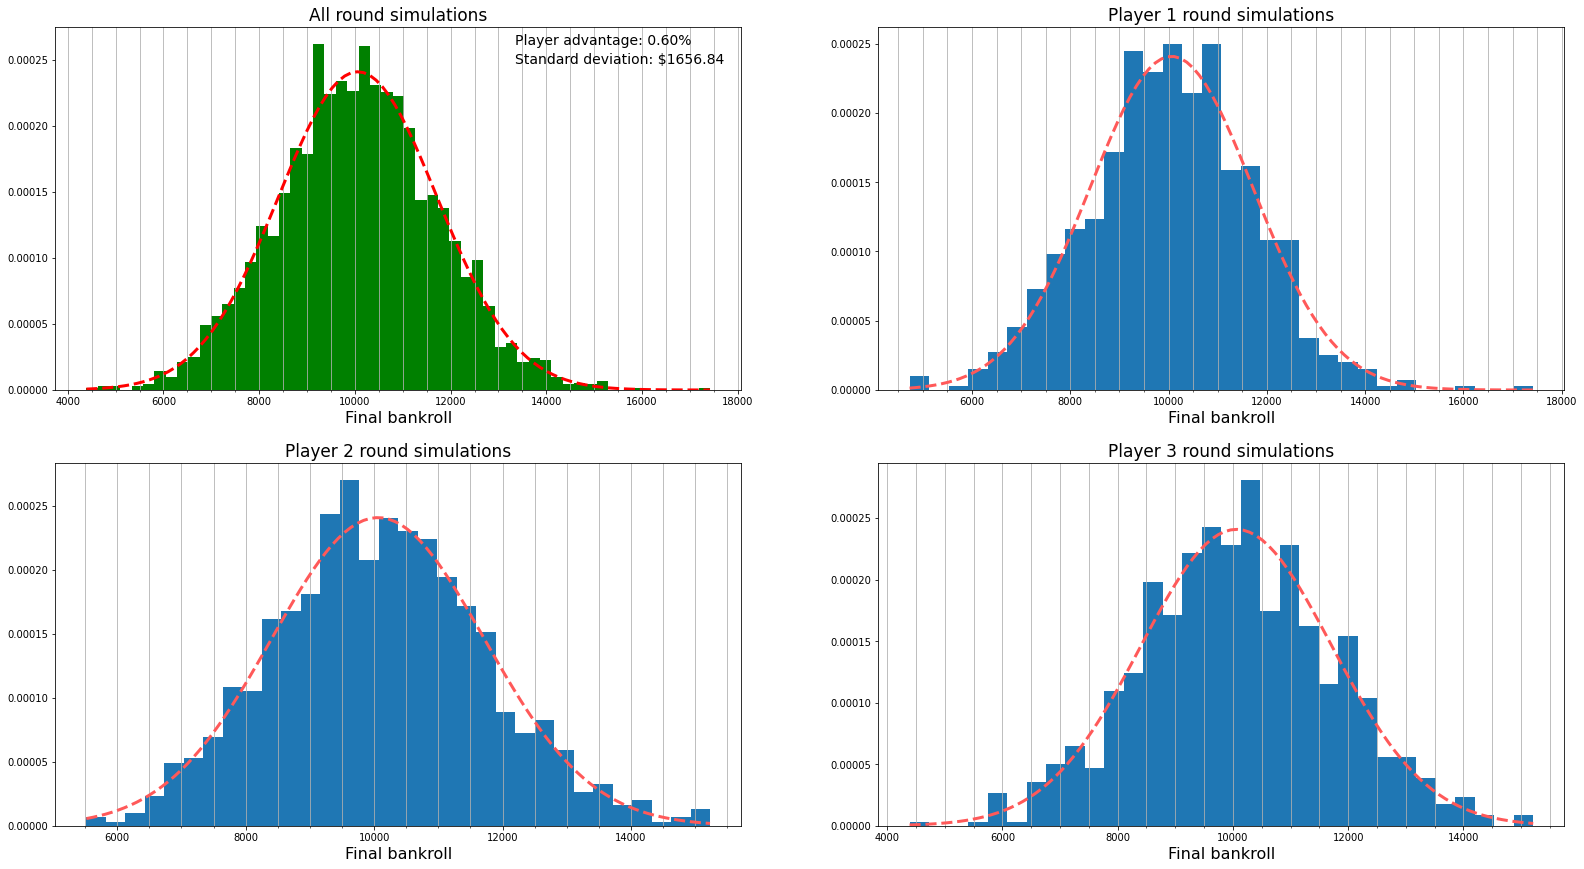 All round simulations
Player advantage: 0.60%
Standard deviation: $1656.84
0.00025
0.00020
0.00015
0.00010
0.00005
0.00000
4000 6000 8000 10000 12000 14000 16000 18000
Final bankroll
Player 1 round simulations
0.00025
0.00020
0.00015
0.00010
0.00005
0.00000
6000 8000 10000 12000 14000 16000 18000
Final bankroll
Player 2 round simulations
0.00025
0.00020
0.00015
0.00010
0.00005
0.00000
6000 8000 10000 12000 14000
Final bankroll
Player 3 round simulations
0.00025
0.00020
0.00015
0.00010
0.00005
0.00000
4000 6000 8000 10000 12000 14000
Final bankroll